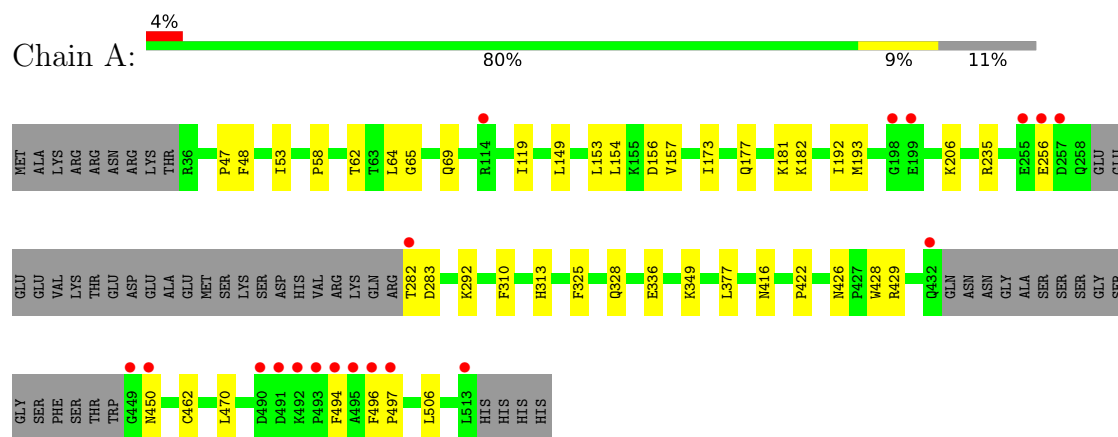 4%
Chain A:
80% 9% 11%
MET ALA LYS ARG ARG ASN ARG LYS THR R36 P47 F48 I53 P58 T62 T63 L64 G65 Q69 R114 I119 L149 L153 L154 K155 D156 V157 I173 Q177 K181 K182 I192 M193 G198 E199 K206 R235 E255 E256 D257 Q258 GLU GLU
GLU GLU VAL LYS THR GLU ASP GLU ALA GLU MET SER LYS SER ASP HIS VAL ARG LYS GLN ARG T282 D283 K292 F310 H313 F325 Q328 E336 K349 L377 N416 P422 N426 P427 W428 R429 Q432 GLN ASN ASN GLY ALA SER SER SER GLY SER
GLY SER PHE SER THR TRP G449 N450 C462 L470 D490 D491 K492 P493 F494 A495 F496 P497 L506 L513 HIS HIS HIS HIS